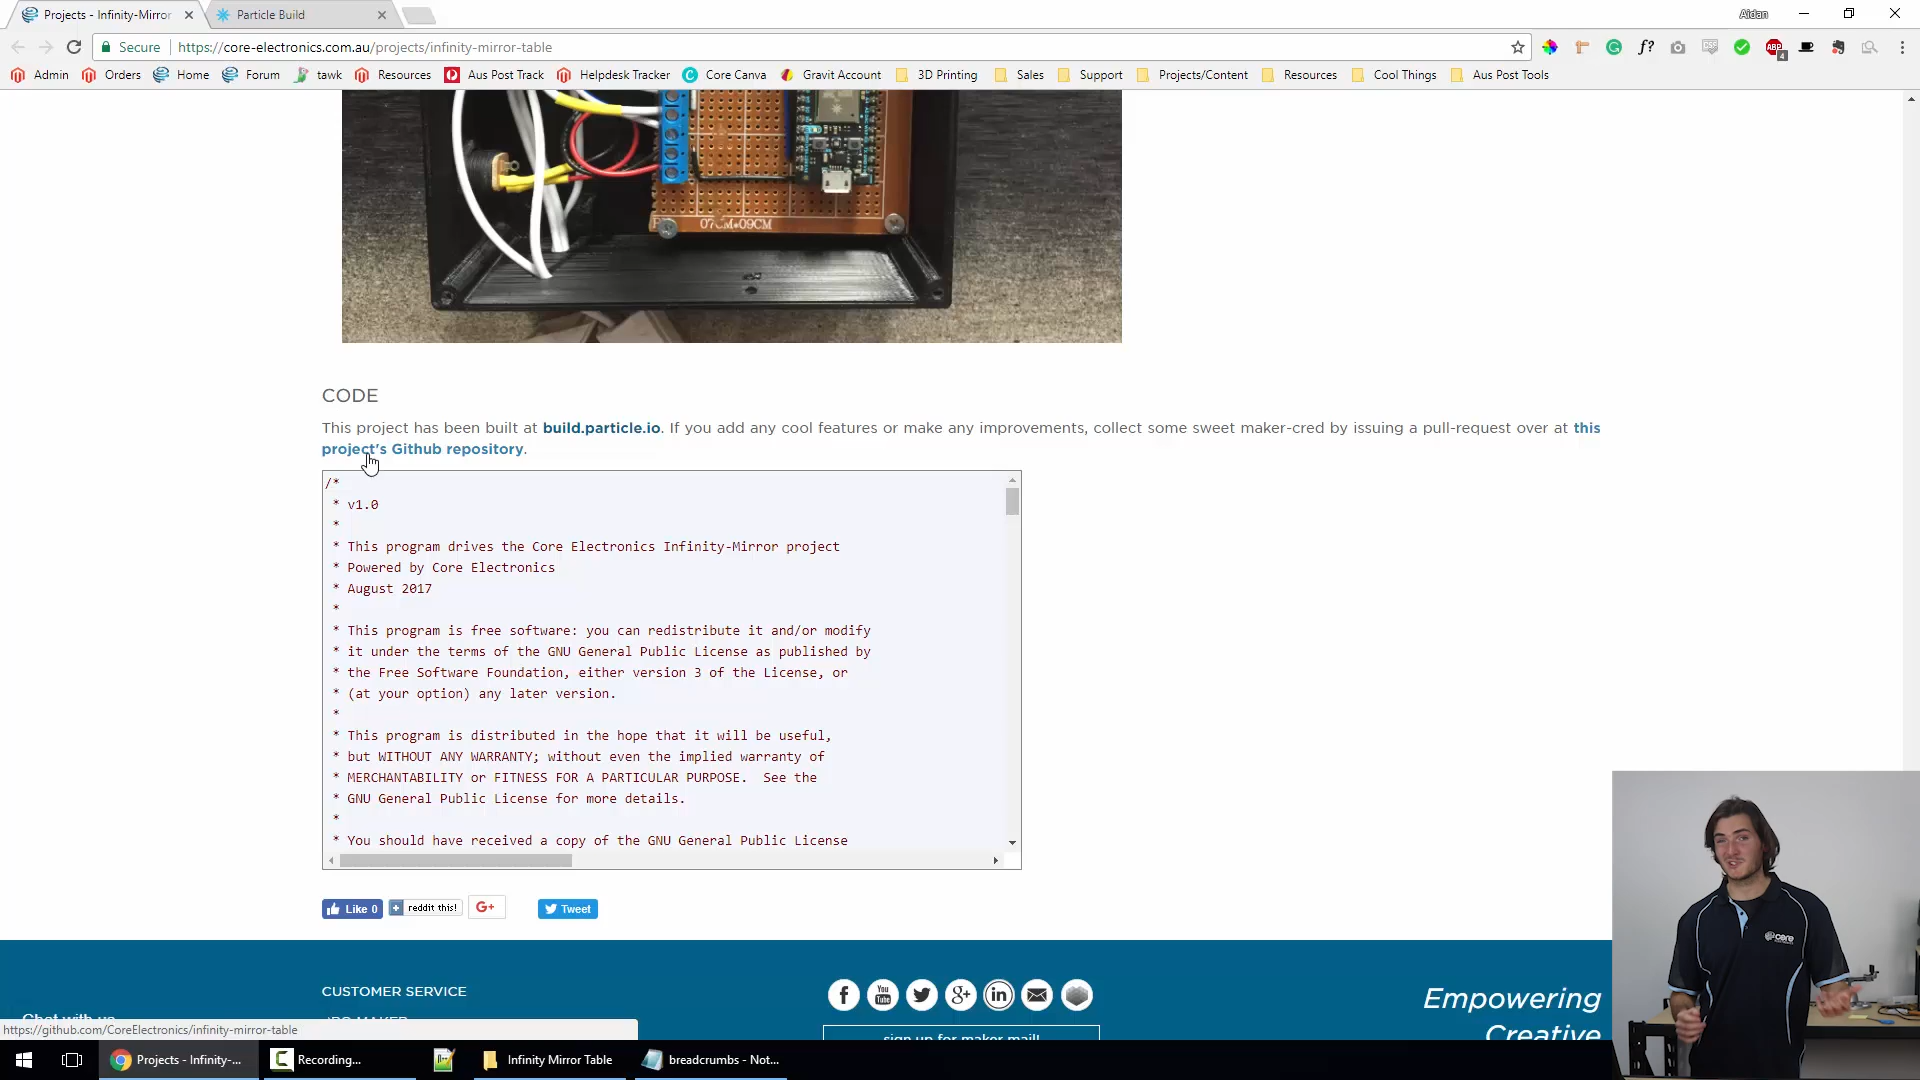 Projects - Infinity-Mirror
Particle Build
Aidan
Secure
https://core-electronics.com.au/projects/infinity-mirror-table
Admin
Orders
Home
Forum
tawk
Resources
Aus Post Track
Helpdesk Tracker
Core Canva
Gravit Account
3D Printing
Sales
Support
Projects/Content
Resources
Cool Things
Aus Post Tools
07CM*09CM
CODE
This project has been built at build.particle.io. If you add any cool features or make any improvements, collect some sweet maker-cred by issuing a pull-request over at this
project's Github repository.
/*
* v1.0
*
* This program drives the Core Electronics Infinity-Mirror project
* Powered by Core Electronics
* August 2017
*
* This program is free software: you can redistribute it and/or modify
* it under the terms of the GNU General Public License as published by
* the Free Software Foundation, either version 3 of the License, or
* (at your option) any later version.
*
* This program is distributed in the hope that it will be useful,
* but WITHOUT ANY WARRANTY; without even the implied warranty of
* MERCHANTABILITY or FITNESS FOR A PARTICULAR PURPOSE.  See the
* GNU General Public License for more details.
*
* You should have received a copy of the GNU General Public License
Like 0
reddit this!
G+
Tweet
core
CUSTOMER SERVICE
Empowering
Creative
Chat with us
sign up for maker mail!
https://github.com/CoreElectronics/infinity-mirror-table
Projects - Infinity-...
Recording...
Infinity Mirror Table
breadcrumbs - Not...